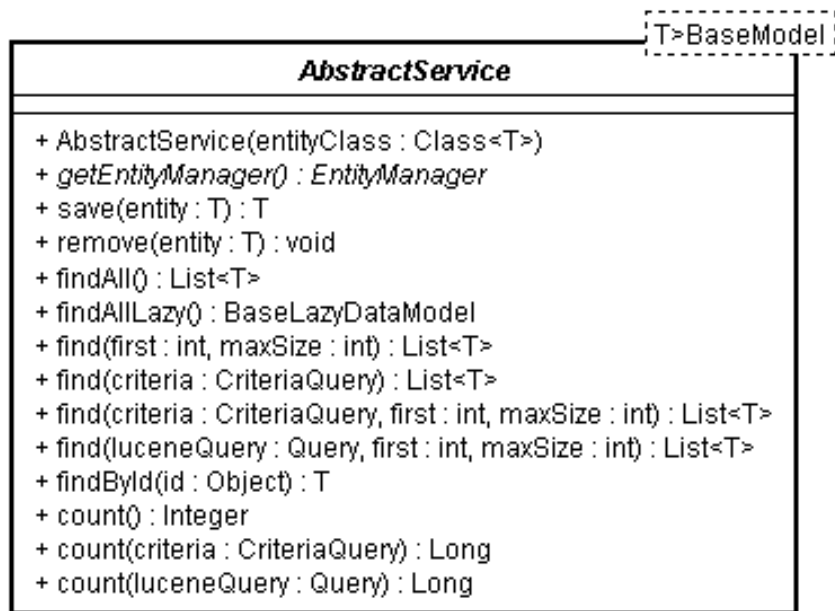 T>BaseModel
AbstractService
+ AbstractService(entityClass : Class<T>)
+ getEntityManager() : EntityManager
+ save(entity : T) : T
+ remove(entity : T) : void
+ findAll() : List<T>
+ findAllLazy() : BaseLazyDataModel
+ find(first : int, maxSize : int) : List<T>
+ find(criteria : CriteriaQuery) : List<T>
+ find(criteria : CriteriaQuery, first : int, maxSize : int) : List<T>
+ find(luceneQuery : Query, first : int, maxSize : int) : List<T>
+ findById(id : Object) : T
+ count() : Integer
+ count(criteria : CriteriaQuery) : Long
+ count(luceneQuery : Query) : Long